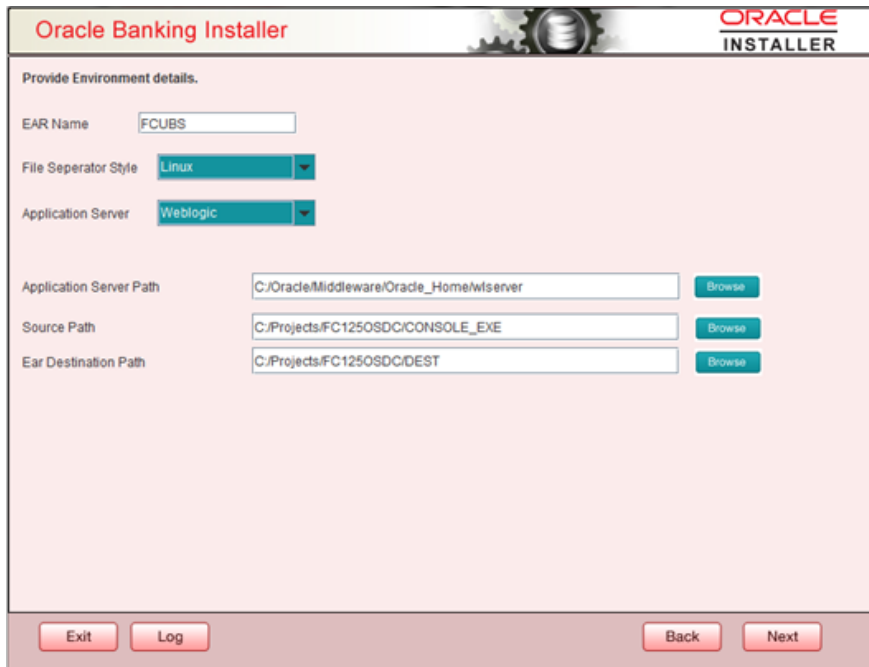 Oracle Banking Installer
ORACLE
INSTALLER
Provide Environment details.
EAR Name FCUBS
File Seperator Style Linux
Application Server Weblogic
Application Server Path C:/Oracle/Middleware/Oracle_Home/wlserver Browse
Source Path C:/Projects/FC125OSDC/CONSOLE_EXE Browse
Ear Destination Path C:/Projects/FC125OSDC/DEST Browse
Exit Log Back Next